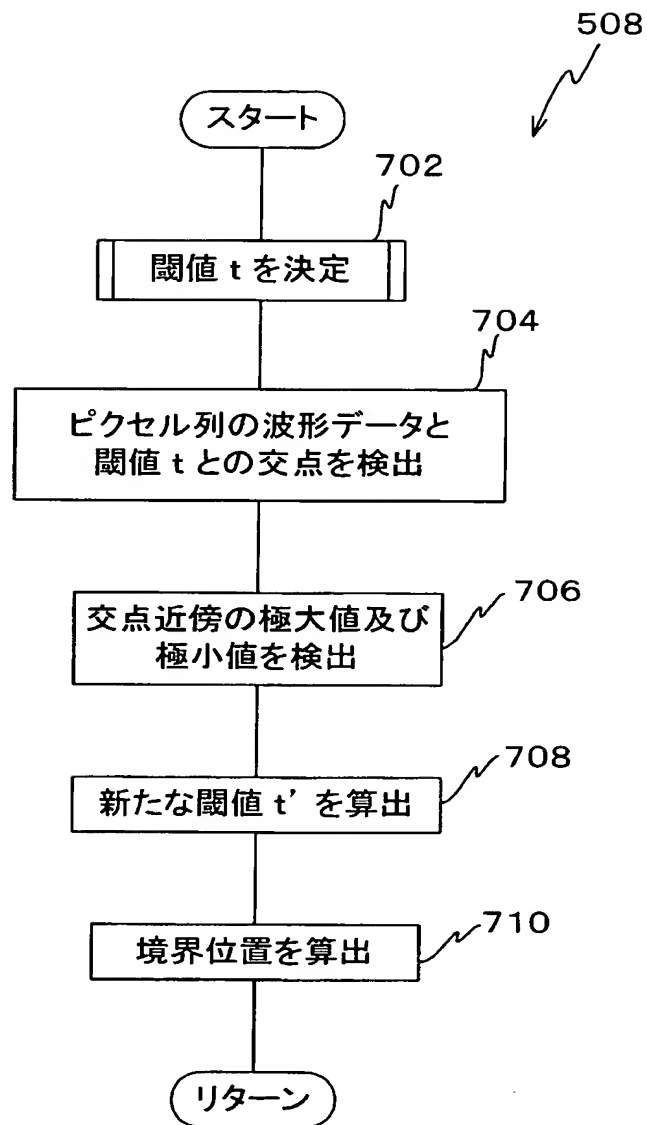 508
スタート
702
閾値 t を決定
704
ピクセル列の波形データと
閾値 t との交点を検出
706
交点近傍の極大値及び
極小値を検出
708
新たな閾値 t' を算出
710
境界位置を算出
リターン